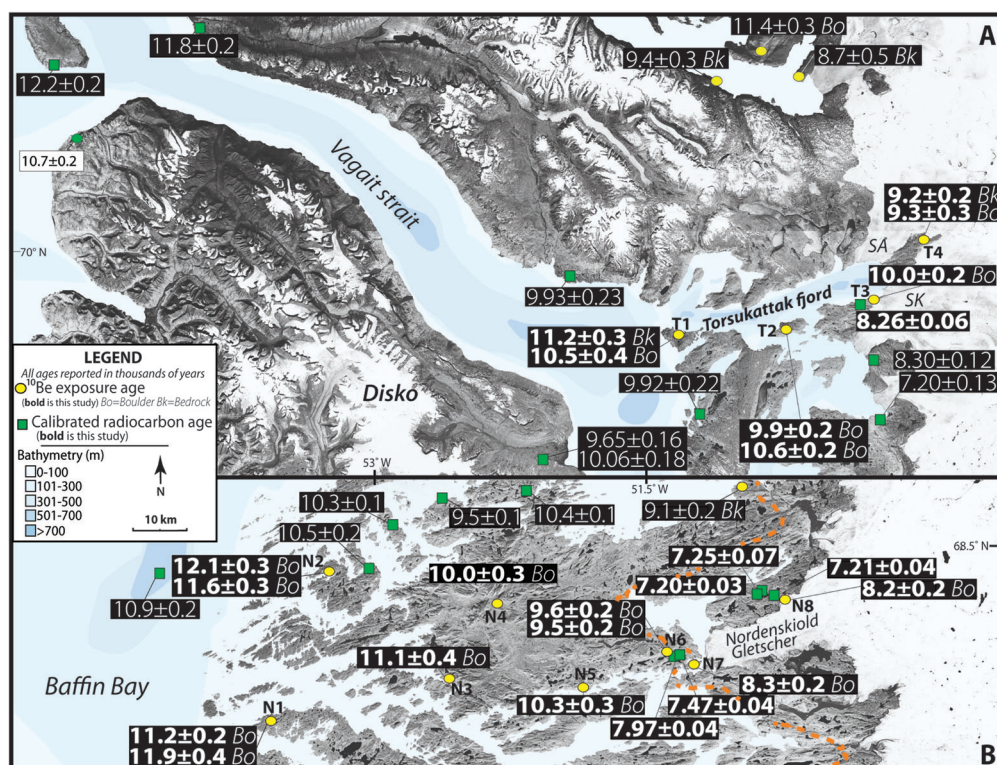 11.4±0.3 Bo
A
11.8±0.2
9.4±0.3 Bk
8.7±0.5 Bk
12.2±0.2
10.7±0.2
Vagait strait
9.2±0.2 Bk
9.3±0.3 Bo
70° N
SA
T4
10.0±0.2 Bo
9.93±0.23
T3
SK
Torsukattak fjord
T1
T2
8.26±0.06
11.2±0.3 Bk
10.5±0.4 Bo
LEGEND
All ages reported in thousands of years
10Be exposure age
(bold is this study) Bo=Boulder Bk=Bedrock
Calibrated radiocarbon age
(bold is this study)
Bathymetry (m)
0-100
101-300
301-500
501-700
>700
N
10 km
Disko
9.92±0.22
8.30±0.12
7.20±0.13
9.9±0.2 Bo
10.6±0.2 Bo
9.65±0.16
10.06±0.18
53° W
51.5° W
10.3±0.1
9.5±0.1
10.4±0.1
9.1±0.2 Bk
10.5±0.2
7.25±0.07
68.5° N
N2
12.1±0.3 Bo
11.6±0.3 Bo
10.0±0.3 Bo
7.20±0.03
7.21±0.04
8.2±0.2 Bo
10.9±0.2
N4
9.6±0.2 Bo
9.5±0.2 Bo
N8
y
Nordenskiold
Gletscher
N6
11.1±0.4 Bo
N7
Baffin Bay
N3
N5
8.3±0.2 Bo
10.3±0.3 Bo
7.47±0.04
N1
7.97±0.04
11.2±0.2 Bo
11.9±0.4 Bo
B